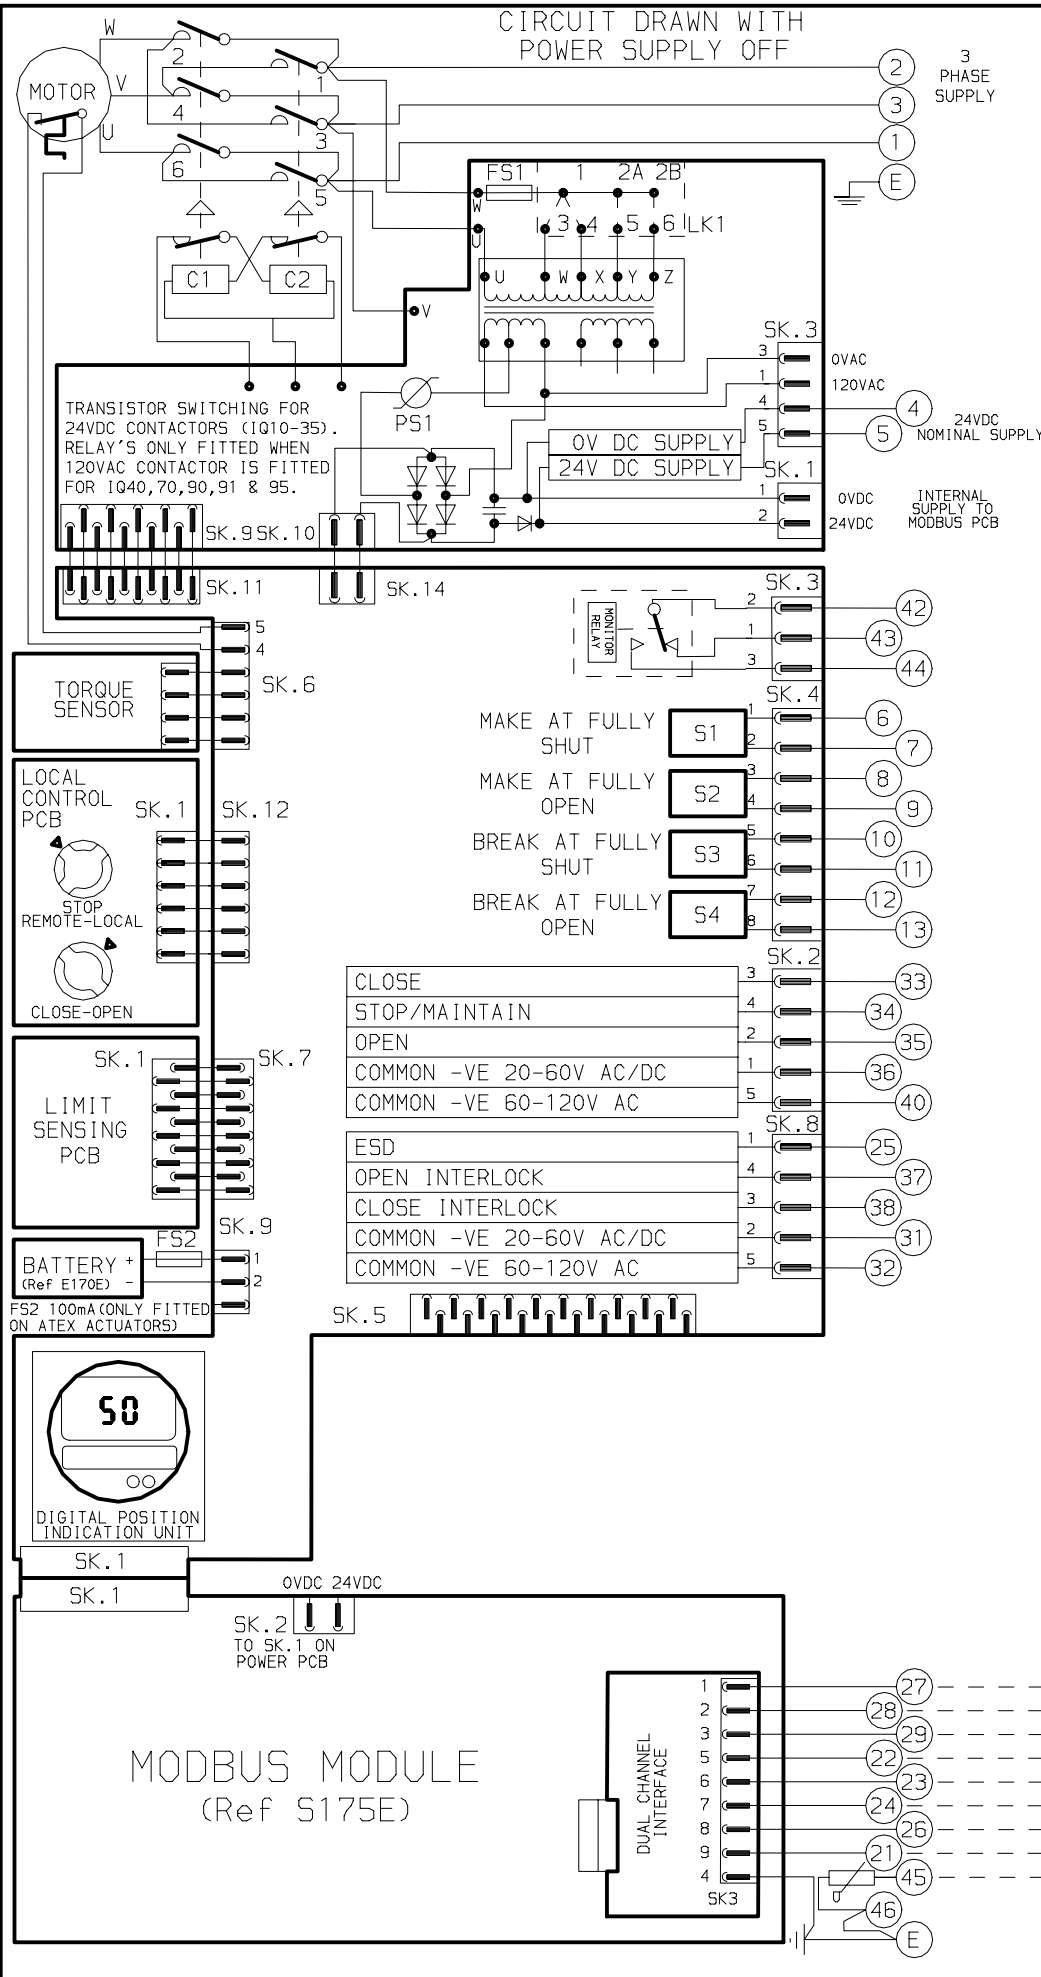 CIRCUIT DRAWN WITH
POWER SUPPLY OFF
W
V
U
MOTOR
2
4
6
1
3
5
2
3
1
E
3
PHASE
SUPPLY
FS1
1 2A 2B
3 4 5 6 LK1
W
U
V
U W X Y Z
C1
C2
PS1
TRANSISTOR SWITCHING FOR
24VDC CONTACTORS (IQ10-35).
RELAY'S ONLY FITTED WHEN
120VAC CONTACTOR IS FITTED
FOR IQ40,70,90,91 & 95.
SK.3
3 0VAC
1 120VAC
4 4
5 5
24VDC
NOMINAL SUPPLY
0V DC SUPPLY
24V DC SUPPLY
SK.1
1 0VDC
2 24VDC
INTERNAL
SUPPLY TO
MODBUS PCB
SK.9 SK.10
SK.11
SK.14
MONITOR
RELAY
SK.3
2 42
1 43
3 44
5
4
SK.6
TORQUE
SENSOR
SK.4
MAKE AT FULLY
SHUT
S1
1 6
2 7
MAKE AT FULLY
OPEN
S2
3 8
4 9
BREAK AT FULLY
SHUT
S3
5 10
6 11
BREAK AT FULLY
OPEN
S4
7 12
8 13
LOCAL
CONTROL
PCB
SK.1
SK.12
STOP
REMOTE-LOCAL
CLOSE-OPEN
SK.2
CLOSE 3 33
STOP/MAINTAIN 4 34
OPEN 2 35
COMMON -VE 20-60V AC/DC 1 36
COMMON -VE 60-120V AC 5 40
SK.8
ESD 1 25
OPEN INTERLOCK 4 37
CLOSE INTERLOCK 3 38
COMMON -VE 20-60V AC/DC 2 31
COMMON -VE 60-120V AC 5 32
SK.1
SK.7
LIMIT
SENSING
PCB
SK.9
FS2
BATTERY + -
(Ref E170E)
1
2
FS2 100mA(ONLY FITTED
ON ATEX ACTUATORS)
SK.5
50
DIGITAL POSITION
INDICATION UNIT
SK.1
SK.1
0VDC 24VDC
SK.2
TO SK.1 ON
POWER PCB
MODBUS MODULE
(Ref S175E)
DUAL CHANNEL
INTERFACE
1 27
2 28
3 29
5 22
6 23
7 24
8 26
9 21
4 45
SK3
U
46
E